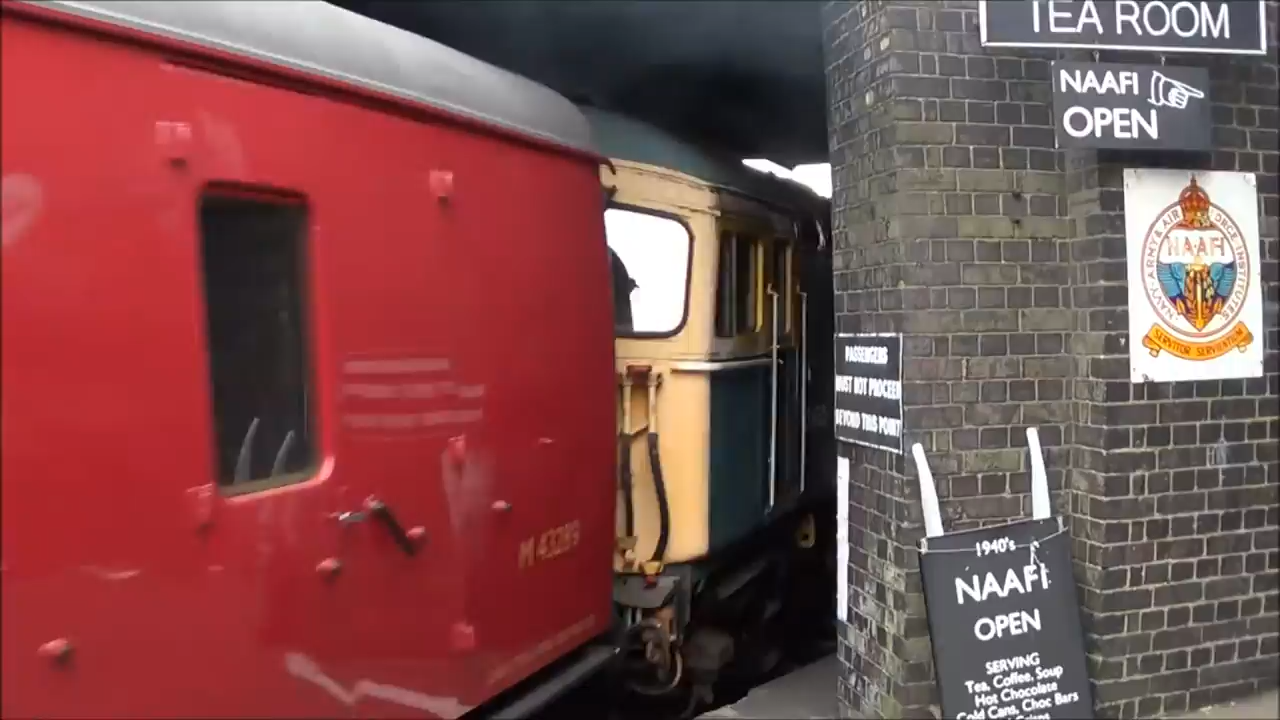 TEA ROOM
NAAFI
OPEN
NAVY, ARMY & AIR FORCE INSTITUTES
NAAFI
SERVITOR SERVIENTIUM
PASSENGERS
MUST NOT PROCEED
BEYOND THIS POINT
M 43289
1940's
NAAFI
OPEN
SERVING
Tea, Coffee, Soup
Hot Chocolate
Cold Cans, Choc Bars